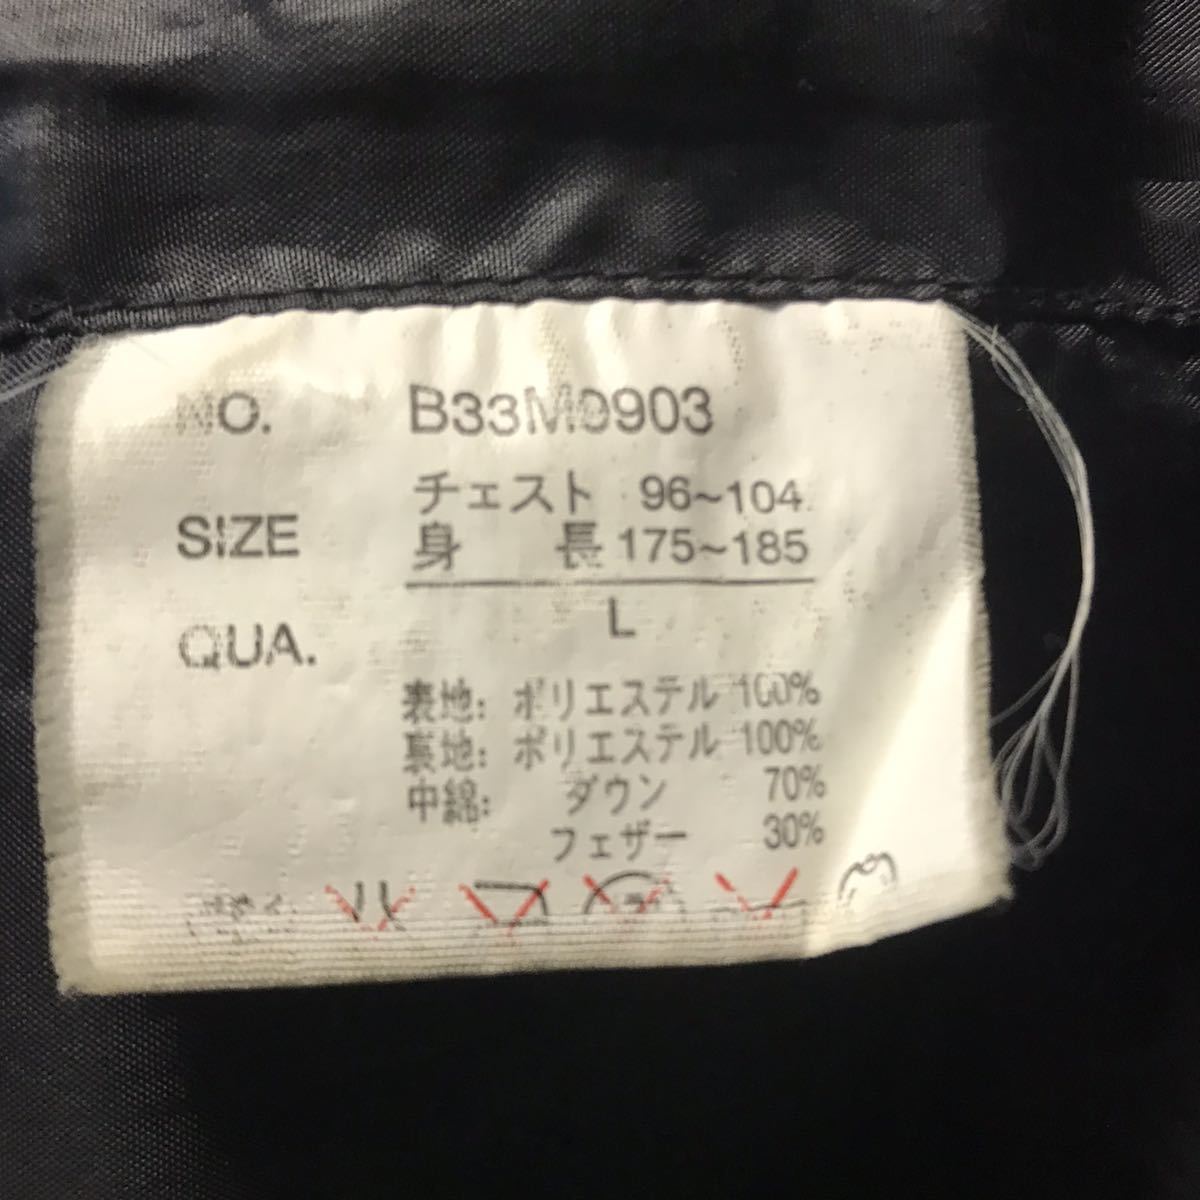 NO. B33M0903
SIZE チェスト 96~104
身 長 175~185
L
QUA.
表地: ポリエステル 100%
裏地: ポリエステル 100%
中綿: ダウン 70%
フェザー 30%